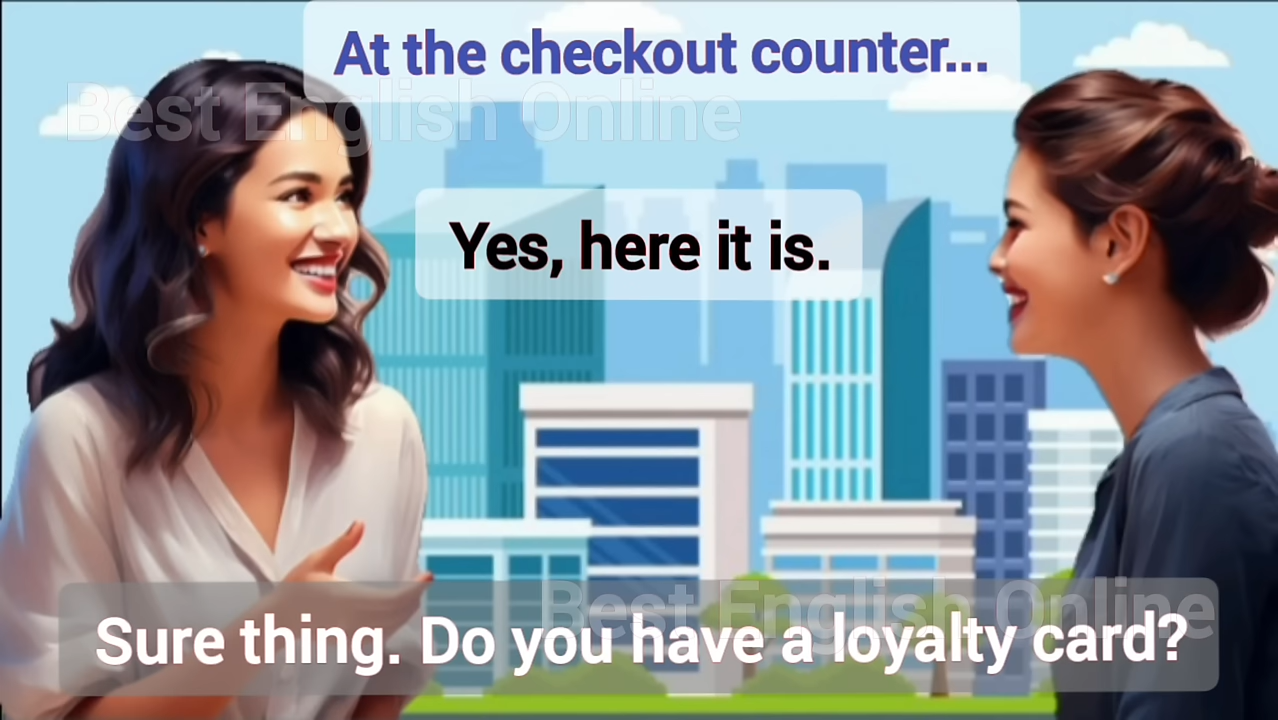 At the checkout counter...
Best English Online
Yes, here it is.
Best English Online
Sure thing. Do you have a loyalty card?